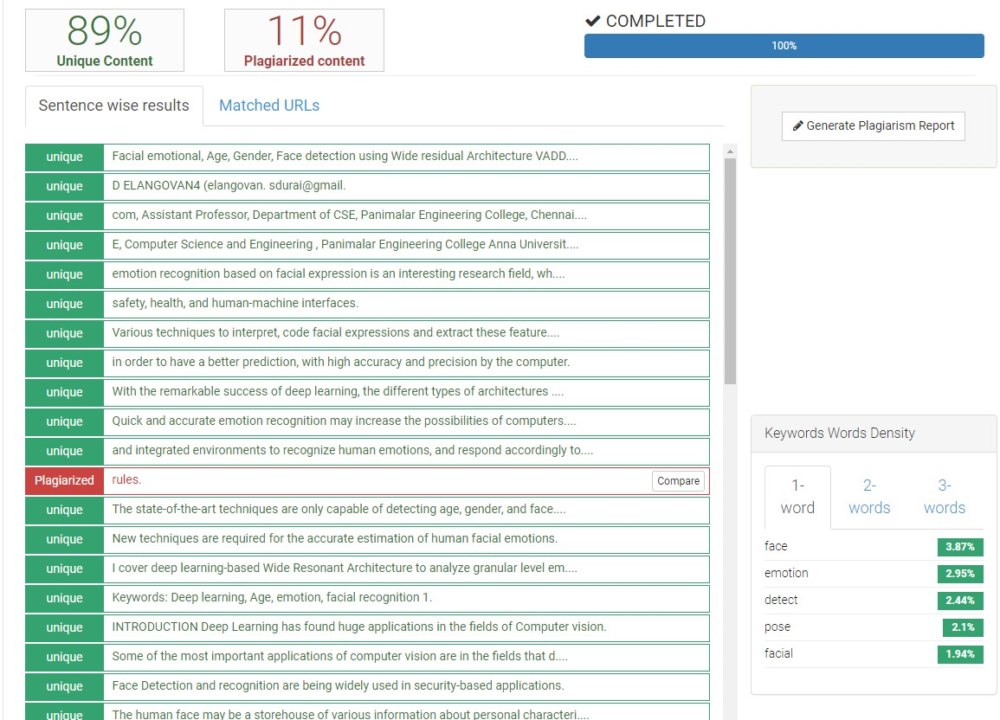 89%
Unique Content
11%
Plagiarized content
COMPLETED
100%
Sentence wise results
Matched URLs
Generate Plagiarism Report
unique Facial emotional, Age, Gender, Face detection using Wide residual Architecture VADD....
unique D ELANGOVAN4 (elangovan. sdurai@gmail.
unique com, Assistant Professor, Department of CSE, Panimalar Engineering College, Chennai....
unique E, Computer Science and Engineering , Panimalar Engineering College Anna Universit....
unique emotion recognition based on facial expression is an interesting research field, wh....
unique safety, health, and human-machine interfaces.
unique Various techniques to interpret, code facial expressions and extract these feature....
unique in order to have a better prediction, with high accuracy and precision by the computer.
unique With the remarkable success of deep learning, the different types of architectures ....
unique Quick and accurate emotion recognition may increase the possibilities of computers....
unique and integrated environments to recognize human emotions, and respond accordingly to....
Plagiarized rules. Compare
unique The state-of-the-art techniques are only capable of detecting age, gender, and face....
unique New techniques are required for the accurate estimation of human facial emotions.
unique I cover deep learning-based Wide Resonant Architecture to analyze granular level em....
unique Keywords: Deep learning, Age, emotion, facial recognition 1.
unique INTRODUCTION Deep Learning has found huge applications in the fields of Computer vision.
unique Some of the most important applications of computer vision are in the fields that d....
unique Face Detection and recognition are being widely used in security-based applications.
unique The human face may be a storehouse of various information about personal characteri....
Keywords Words Density
1-
word
2-
words
3-
words
face 3.87%
emotion 2.95%
detect 2.44%
pose 2.1%
facial 1.94%